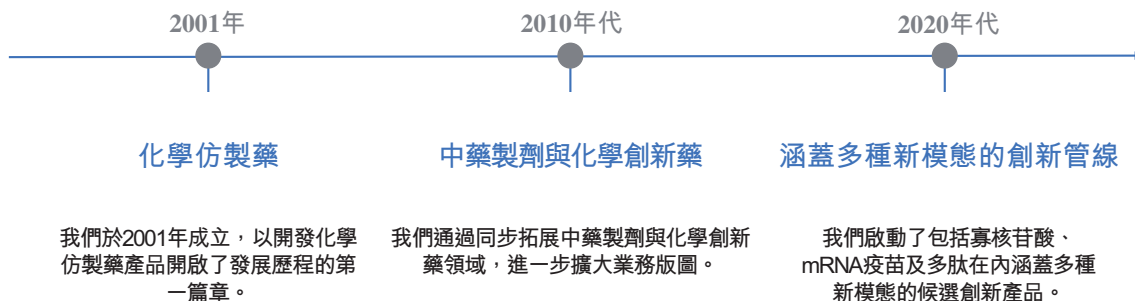 2001年
2010年代
2020年代
化學仿製藥
中藥製劑與化學創新藥
涵蓋多種新模態的創新管線
我們於2001年成立，以開發化學
仿製藥產品開啟了發展歷程的第
一篇章。
我們通過同步拓展中藥製劑與化學創新
藥領域，進一步擴大業務版圖。
我們啟動了包括寡核苷酸、
mRNA疫苗及多肽在內涵蓋多種
新模態的候選創新產品。